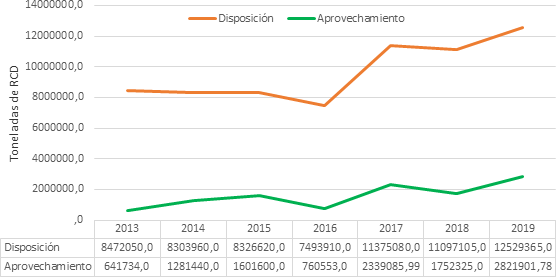 14000000,0
Disposición
Aprovechamiento
12000000,0
10000000,0
8000000,0
6000000,0
4000000,0
2000000,0
,0
Toneladas de RCD
2013 2014 2015 2016 2017 2018 2019
Disposición 8472050,0 8303960,0 8326620,0 7493910,0 11375080,0 11097105,0 12529365,0
Aprovechamiento 641734,0 1281440,0 1601600,0 760553,0 2339085,99 1752325,0 2821901,78